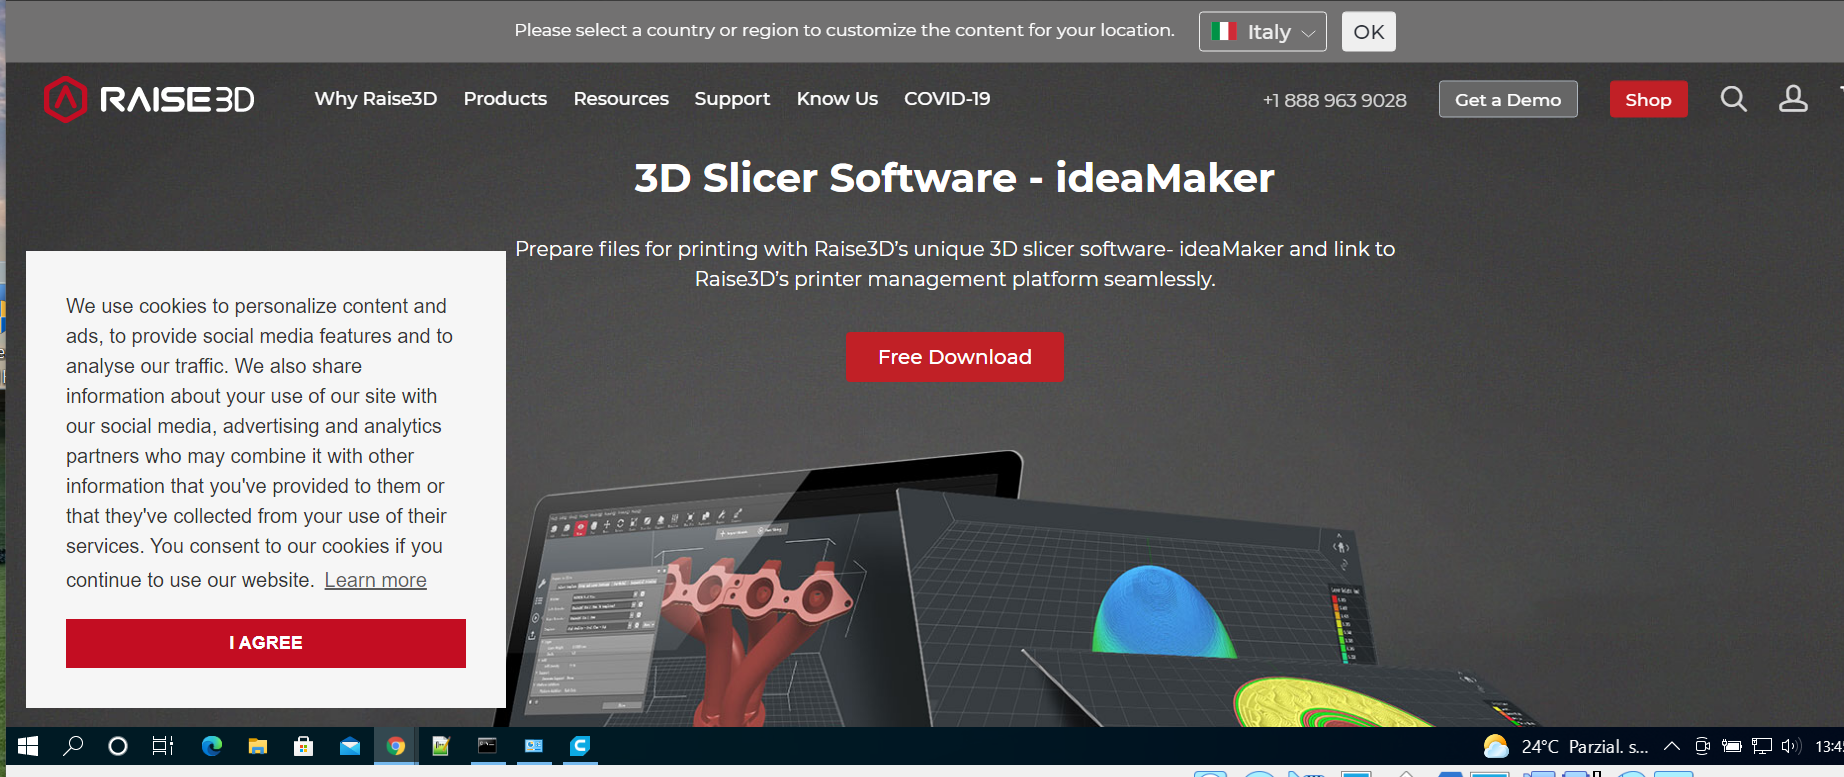 Please select a country or region to customize the content for your location.
Italy
OK
RAISE3D
Why Raise3D Products Resources Support Know Us COVID-19
+1 888 963 9028
Get a Demo
Shop
3D Slicer Software - ideaMaker
Prepare files for printing with Raise3D’s unique 3D slicer software- ideaMaker and link to
Raise3D’s printer management platform seamlessly.
Free Download
We use cookies to personalize content and
ads, to provide social media features and to
analyse our traffic. We also share
information about your use of our site with
our social media, advertising and analytics
partners who may combine it with other
information that you've provided to them or
that they've collected from your use of their
services. You consent to our cookies if you
continue to use our website. Learn more
I AGREE
24°C Parzial. s...